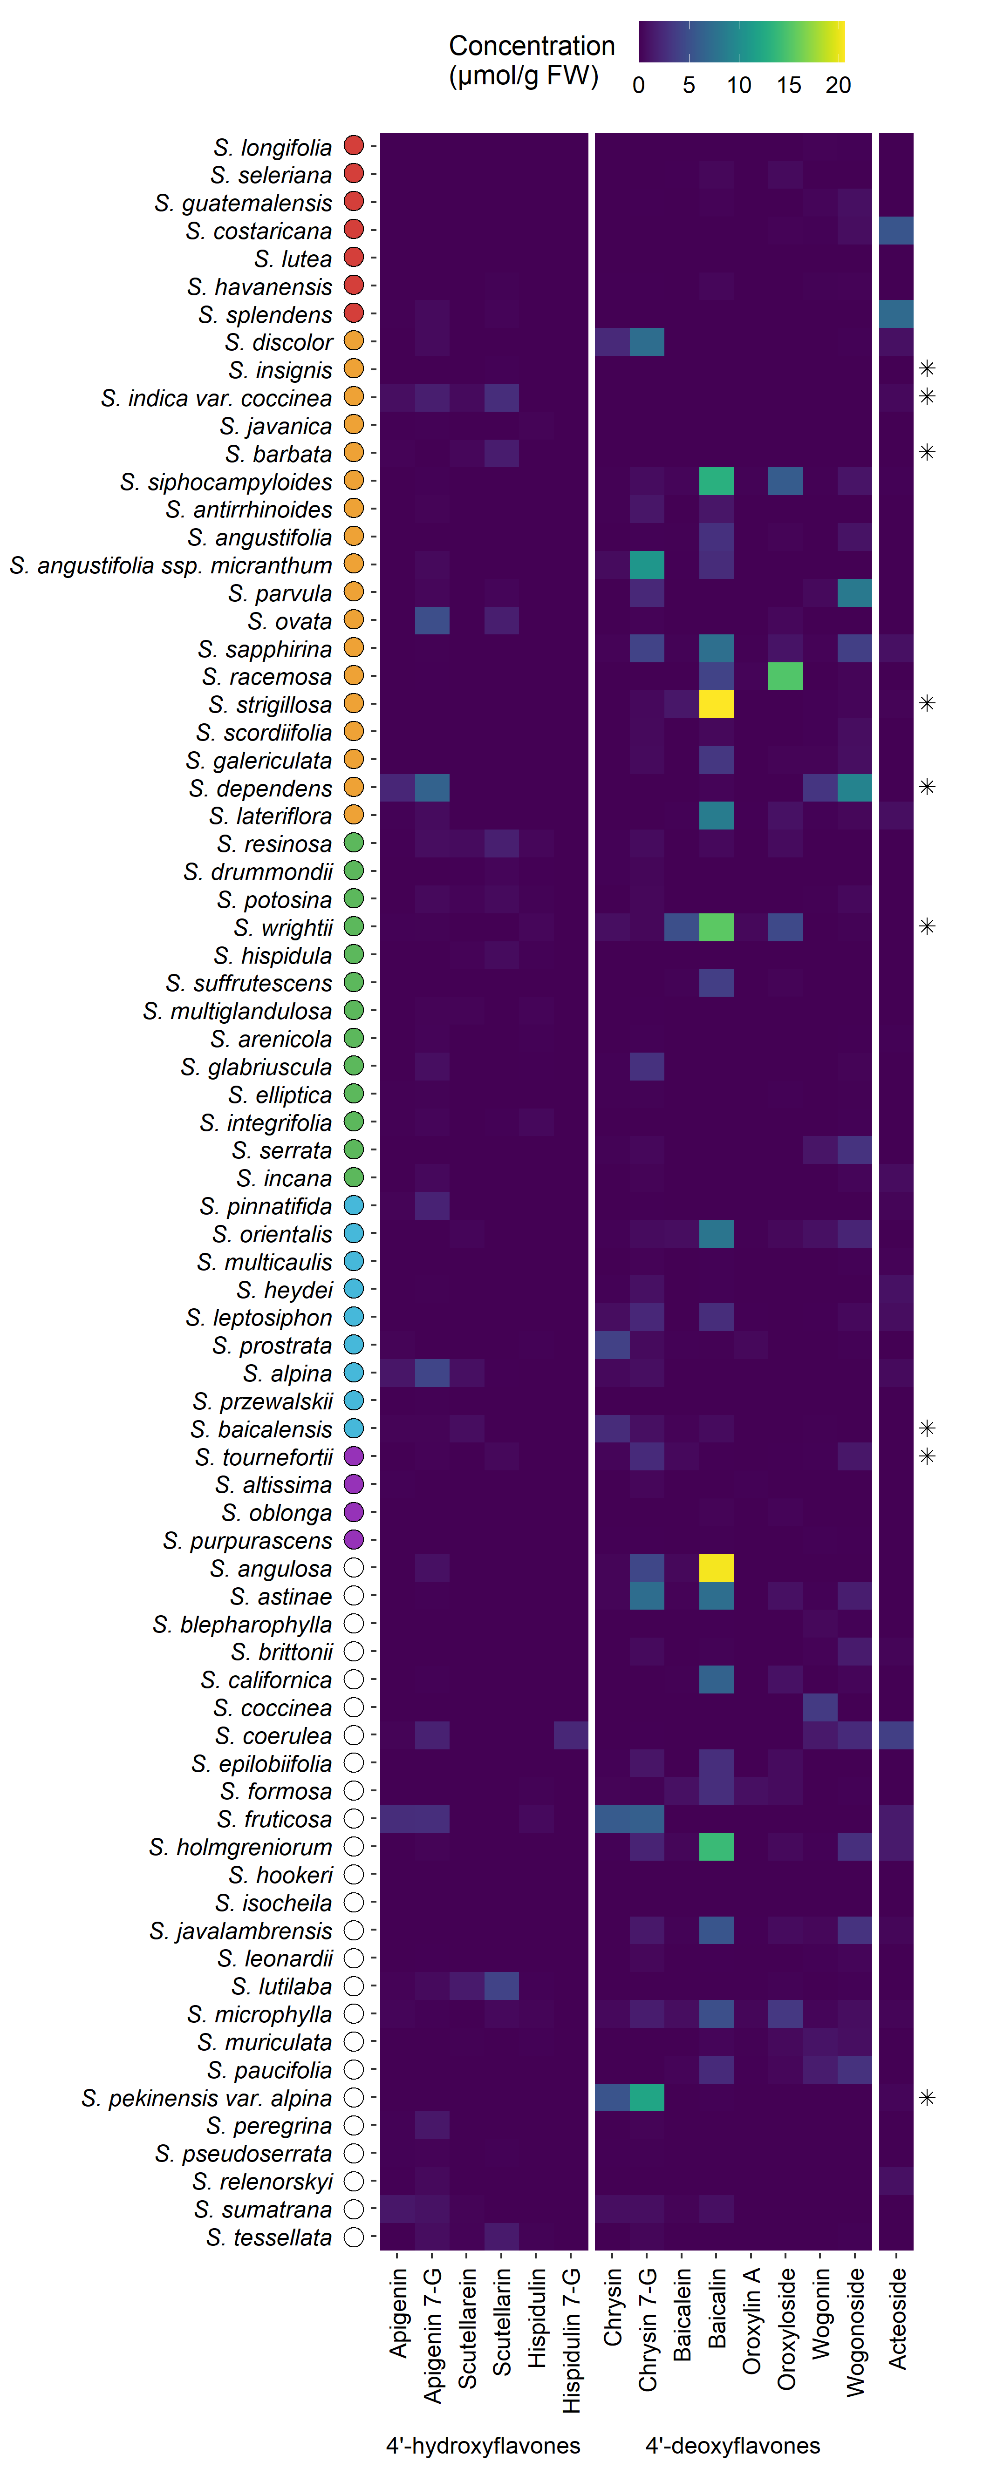 Concentration
(μmol/g FW)
0 5 10 15 20
S. longifolia
S. seleriana
S. guatemalensis
S. costaricana
S. lutea
S. havanensis
S. splendens
S. discolor
S. insignis
S. indica var. coccinea
S. javanica
S. barbata
S. siphocampyloides
S. antirrhinoides
S. angustifolia
S. angustifolia ssp. micranthum
S. parvula
S. ovata
S. sapphirina
S. racemosa
S. strigillosa
S. scordiifolia
S. galericulata
S. dependens
S. lateriflora
S. resinosa
S. drummondii
S. potosina
S. wrightii
S. hispidula
S. suffrutescens
S. multiglandulosa
S. arenicola
S. glabriuscula
S. elliptica
S. integrifolia
S. serrata
S. incana
S. pinnatifida
S. orientalis
S. multicaulis
S. heydei
S. leptosiphon
S. prostrata
S. alpina
S. przewalskii
S. baicalensis
S. tournefortii
S. altissima
S. oblonga
S. purpurascens
S. angulosa
S. astinae
S. blepharophylla
S. brittonii
S. californica
S. coccinea
S. coerulea
S. epilobiifolia
S. formosa
S. fruticosa
S. holmgreniorum
S. hookeri
S. isocheila
S. javalambrensis
S. leonardii
S. lutilaba
S. microphylla
S. muriculata
S. paucifolia
S. pekinensis var. alpina
S. peregrina
S. pseudoserrata
S. relenorskyi
S. sumatrana
S. tessellata
Apigenin
Apigenin 7-G
Scutellarein
Scutellarin
Hispidulin
Hispidulin 7-G
Chrysin
Chrysin 7-G
Baicalein
Baicalin
Oroxylin A
Oroxyloside
Wogonin
Wogonoside
Acteoside
4'-hydroxyflavones
4'-deoxyflavones